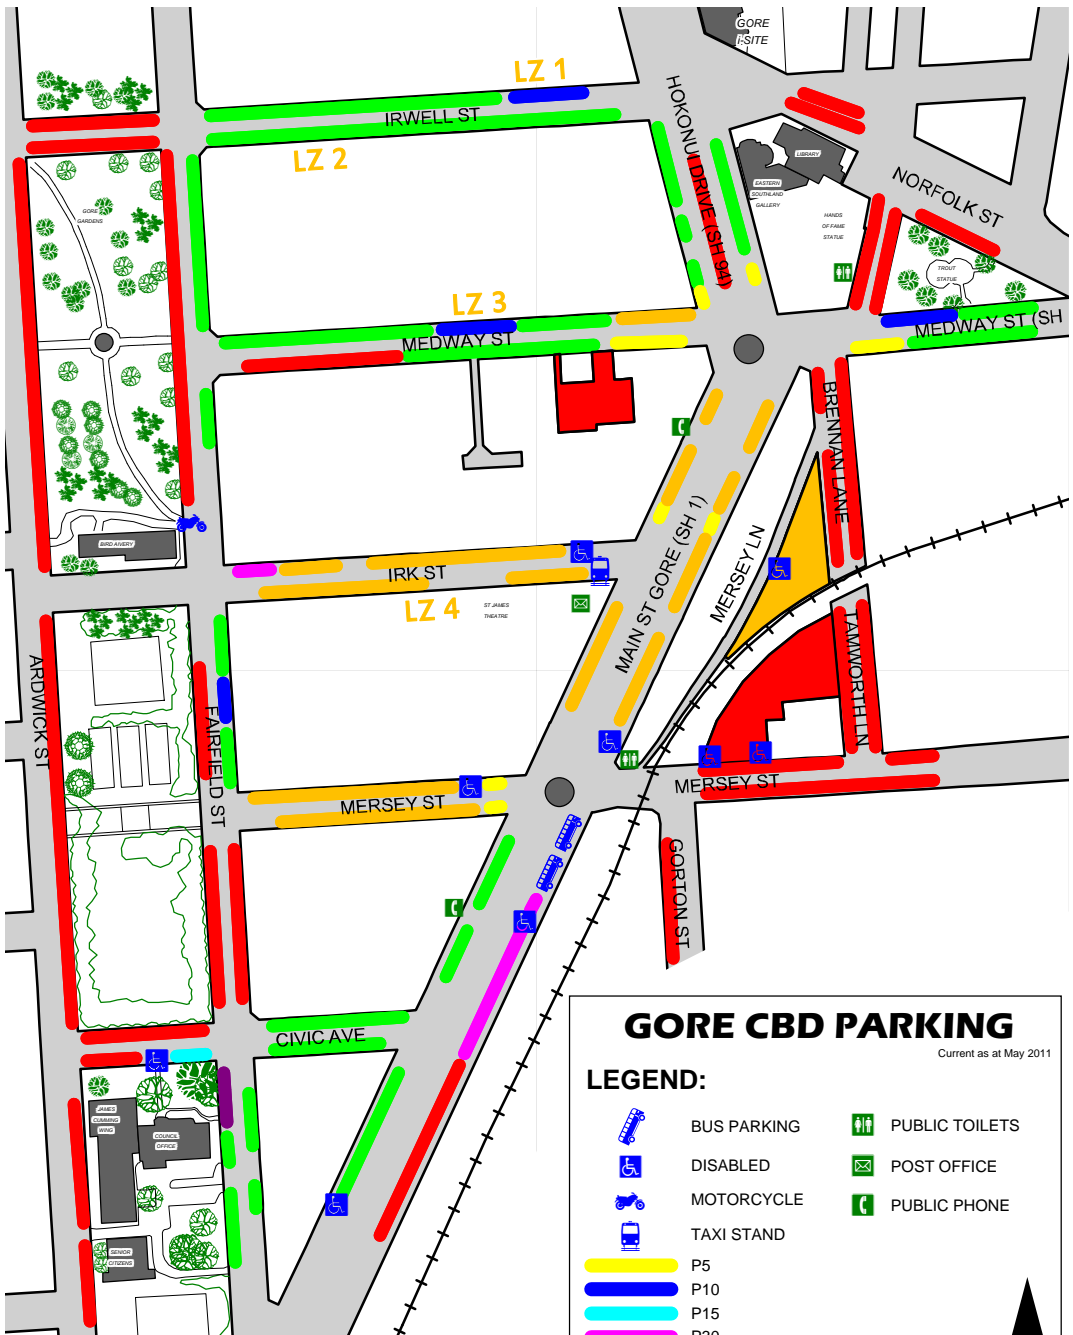 GORE
i-SITE
LZ 1
IRWELL ST
HOKONUI DRIVE (SH 94)
LZ 2
LIBRARY
EASTERN
SOUTHLAND
GALLERY
NORFOLK ST
HANDS
OF FAME
STATUE
GORE
GARDENS
TROUT
STATUE
LZ 3
MEDWAY ST
MEDWAY ST (SH
BRENNAN LANE
MAIN ST GORE (SH 1)
MERSEY LN
BIRD AVIERY
IRK ST
LZ 4
ST JAMES
THEATRE
TAMWORTH LN
ARDWICK ST
FAIRFIELD ST
MERSEY ST
MERSEY ST
GORTON ST
CIVIC AVE
JAMES
CUMMING
WING
COUNCIL
OFFICE
SENIOR
CITIZENS
GORE CBD PARKING
Current as at May 2011
LEGEND:
BUS PARKING
PUBLIC TOILETS
DISABLED
POST OFFICE
MOTORCYCLE
PUBLIC PHONE
TAXI STAND
P5
P10
P15
P30